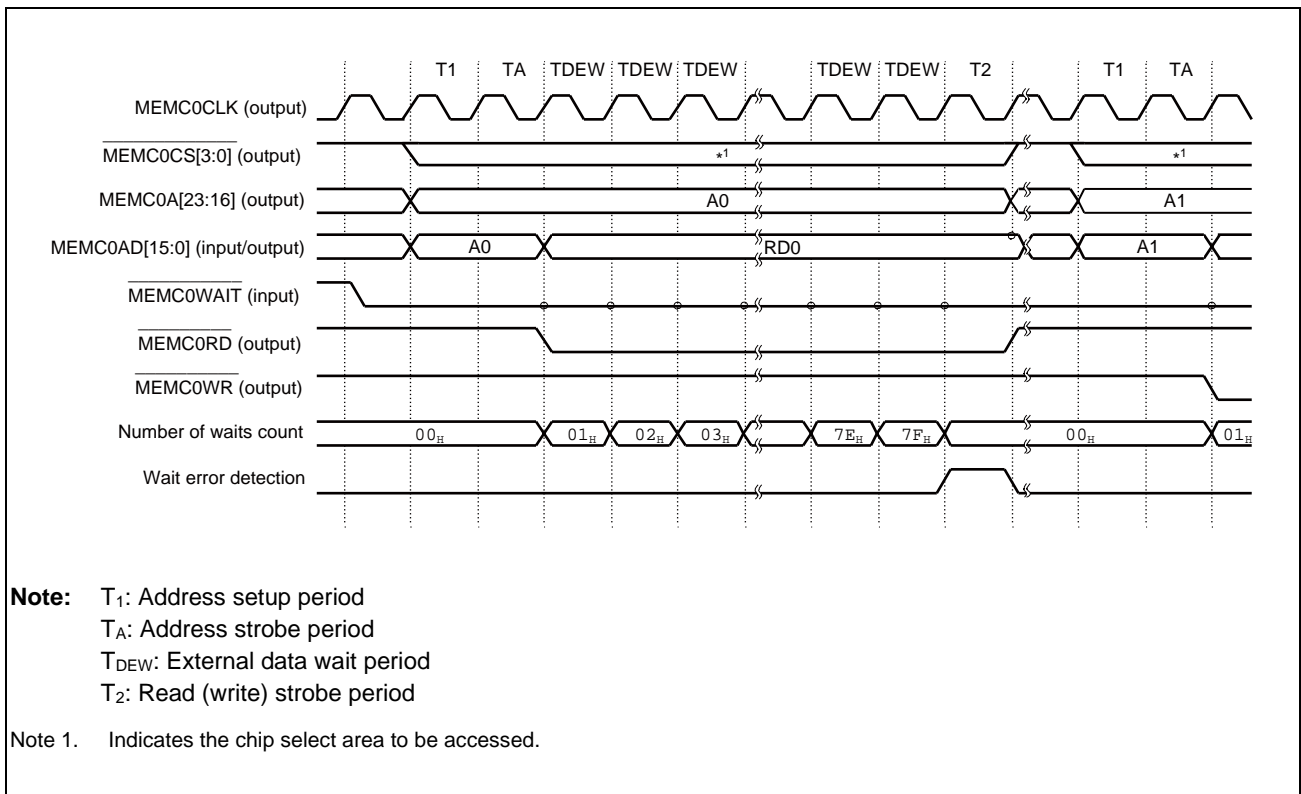 T1 TA TDEW TDEW TDEW TDEW TDEW T2 T1 TA
MEMC0CLK (output)
MEMC0CS[3:0] (output) *1 *1
MEMC0A[23:16] (output) A0 A1
MEMC0AD[15:0] (input/output) A0 RD0 A1
MEMC0WAIT (input)
MEMC0RD (output)
MEMC0WR (output)
Number of waits count 00H 01H 02H 03H 7EH 7FH 00H 01H
Wait error detection
Note: T1: Address setup period
TA: Address strobe period
TDEW: External data wait period
T2: Read (write) strobe period
Note 1. Indicates the chip select area to be accessed.